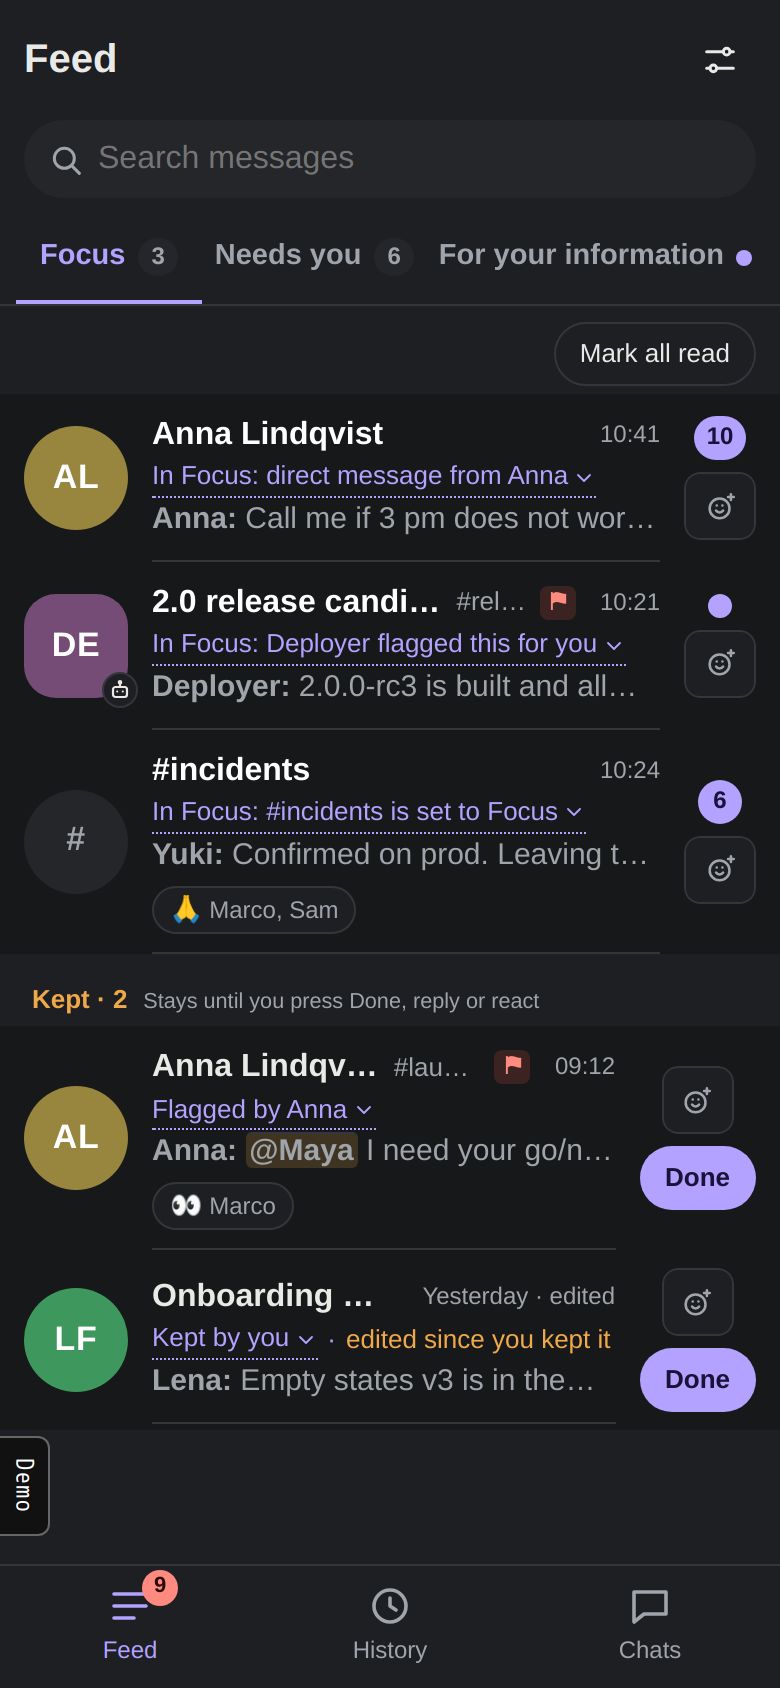 Feed
Search messages
Focus 3 Needs you 6 For your information
Mark all read
AL
Anna Lindqvist 10:41 10
In Focus: direct message from Anna
Anna: Call me if 3 pm does not wor…
DE
2.0 release candi… #rel… 10:21
In Focus: Deployer flagged this for you
Deployer: 2.0.0-rc3 is built and all…
#
#incidents 10:24
In Focus: #incidents is set to Focus 6
Yuki: Confirmed on prod. Leaving t…
🙏 Marco, Sam
Kept · 2 Stays until you press Done, reply or react
AL
Anna Lindqv… #lau… 09:12
Flagged by Anna
Anna: @Maya I need your go/n…
Done
👀 Marco
LF
Onboarding … Yesterday · edited
Kept by you · edited since you kept it
Lena: Empty states v3 is in the…
Done
Demo
9
Feed History Chats